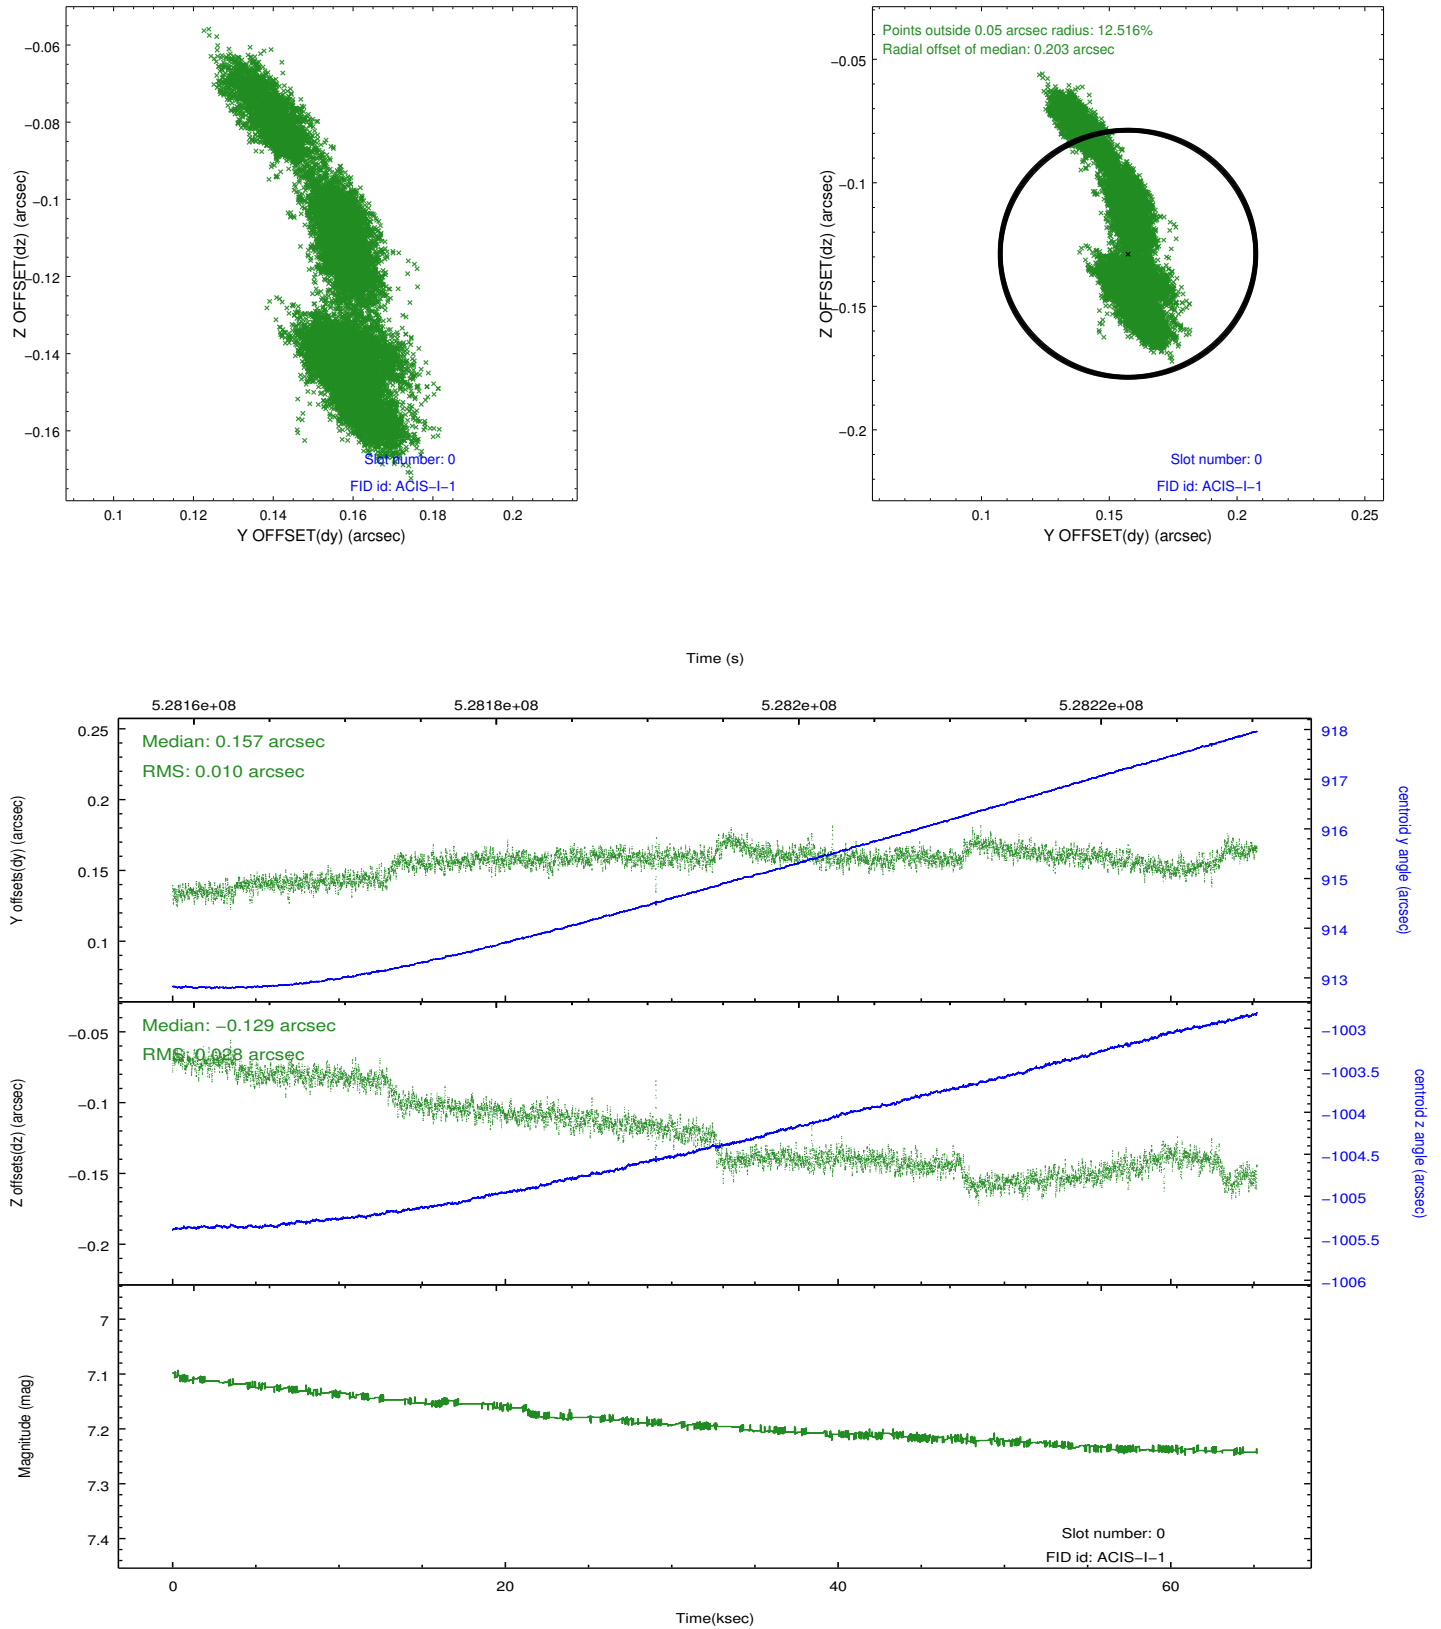 −0.06
−0.08
−0.1
−0.12
−0.14
−0.16
Z OFFSET(dz) (arcsec)
Slot number: 0
FID id: ACIS−I−1
0.1 0.12 0.14 0.16 0.18 0.2
Y OFFSET(dy) (arcsec)
Points outside 0.05 arcsec radius: 12.516%
Radial offset of median: 0.203 arcsec
−0.05
−0.1
−0.15
−0.2
Z OFFSET(dz) (arcsec)
Slot number: 0
FID id: ACIS−I−1
0.1 0.15 0.2 0.25
Y OFFSET(dy) (arcsec)
Time (s)
5.2816e+08 5.2818e+08 5.282e+08 5.2822e+08
Median: 0.157 arcsec
RMS: 0.010 arcsec
0.25
0.2
0.15
0.1
Y offsets(dy) (arcsec)
918
917
916
915
914
913
centroid y angle (arcsec)
Median: −0.129 arcsec
RMS: 0.028 arcsec
−0.05
−0.1
−0.15
−0.2
Z offsets(dz) (arcsec)
−1003
−1003.5
−1004
−1004.5
−1005
−1005.5
−1006
centroid z angle (arcsec)
7
7.1
7.2
7.3
7.4
Magnitude (mag)
Slot number: 0
FID id: ACIS−I−1
0 20 40 60
Time(ksec)